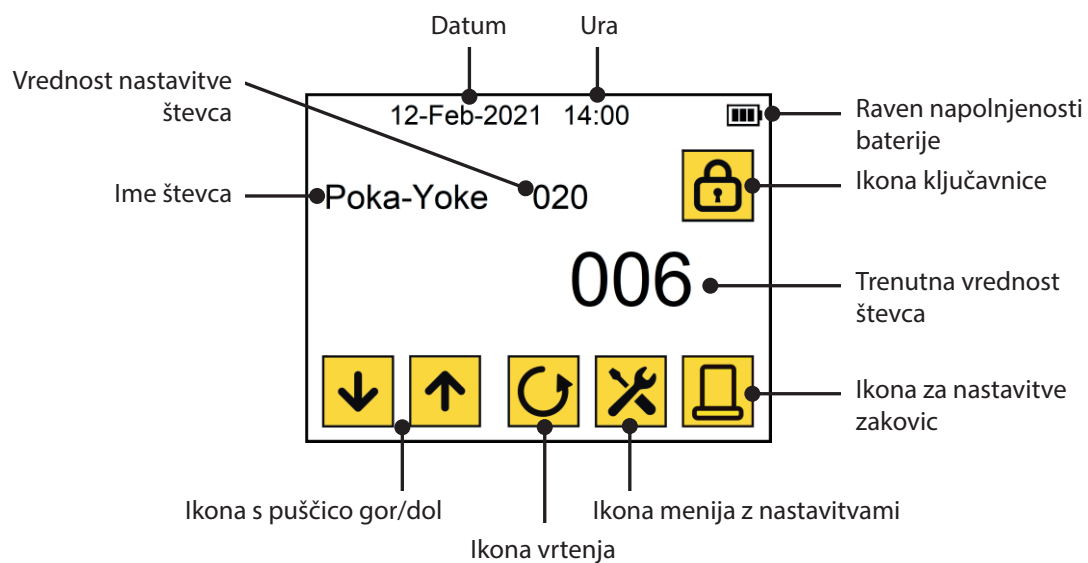 Datum
Ura
Vrednost nastavitve
števca
12-Feb-2021 14:00
Raven napolnjenosti
baterije
Ime števca
Poka-Yoke 020
Ikona ključavnice
006
Trenutna vrednost
števca
Ikona za nastavitve
zakovic
Ikona s puščico gor/dol
Ikona menija z nastavitvami
Ikona vrtenja